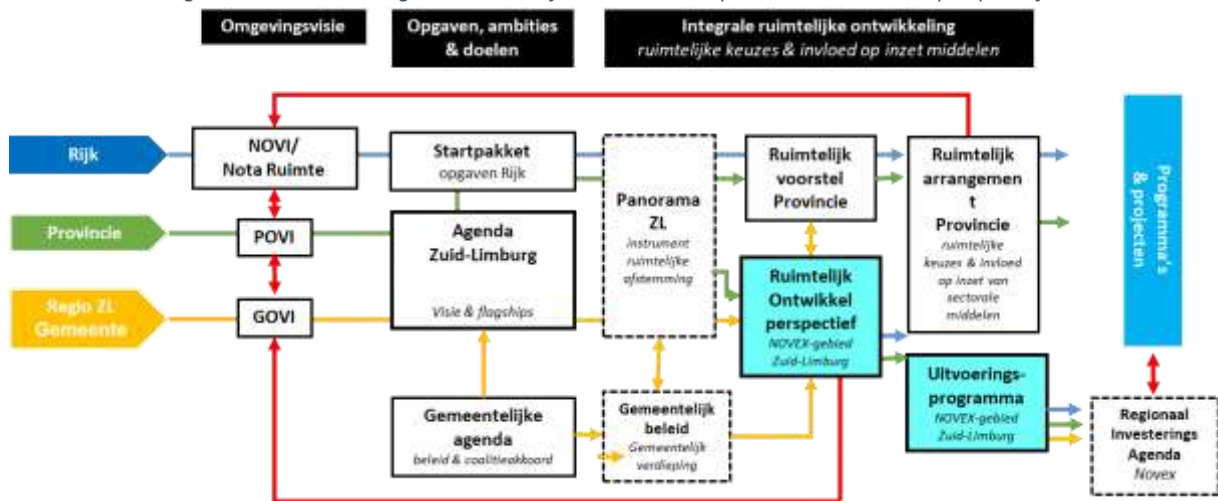 Omgevingsvisie
Opgaven, ambities
& doelen
Integrale ruimtelijke ontwikkeling
ruimtelijke keuzes & invloed op inzet middelen
Rijk
NOVI/
Nota Ruimte
Startpakket
opgaven Rijk
Panorama
ZL
instrument
ruimtelijke
afstemming
Ruimtelijk
voorstel
Provincie
Ruimtelijk
arrangemen
t
Provincie
ruimtelijke
keuzes & invloed
op inzet van
sectorale
middelen
Programma's
& projecten
Provincie
POVI
Agenda
Zuid-Limburg
Visie & flagships
Regio ZL
Gemeente
GOVI
Ruimtelijk
Ontwikkel
perspectief
NOVEX-gebied
Zuid-Limburg
Uitvoerings-
programma
NOVEX-gebied
Zuid-Limburg
Gemeentelijke
agenda
beleid & coalitieakkoord
Gemeentelijk
beleid
Gemeentelijk
verdieping
Regionaal
Investerings
Agenda
Novex